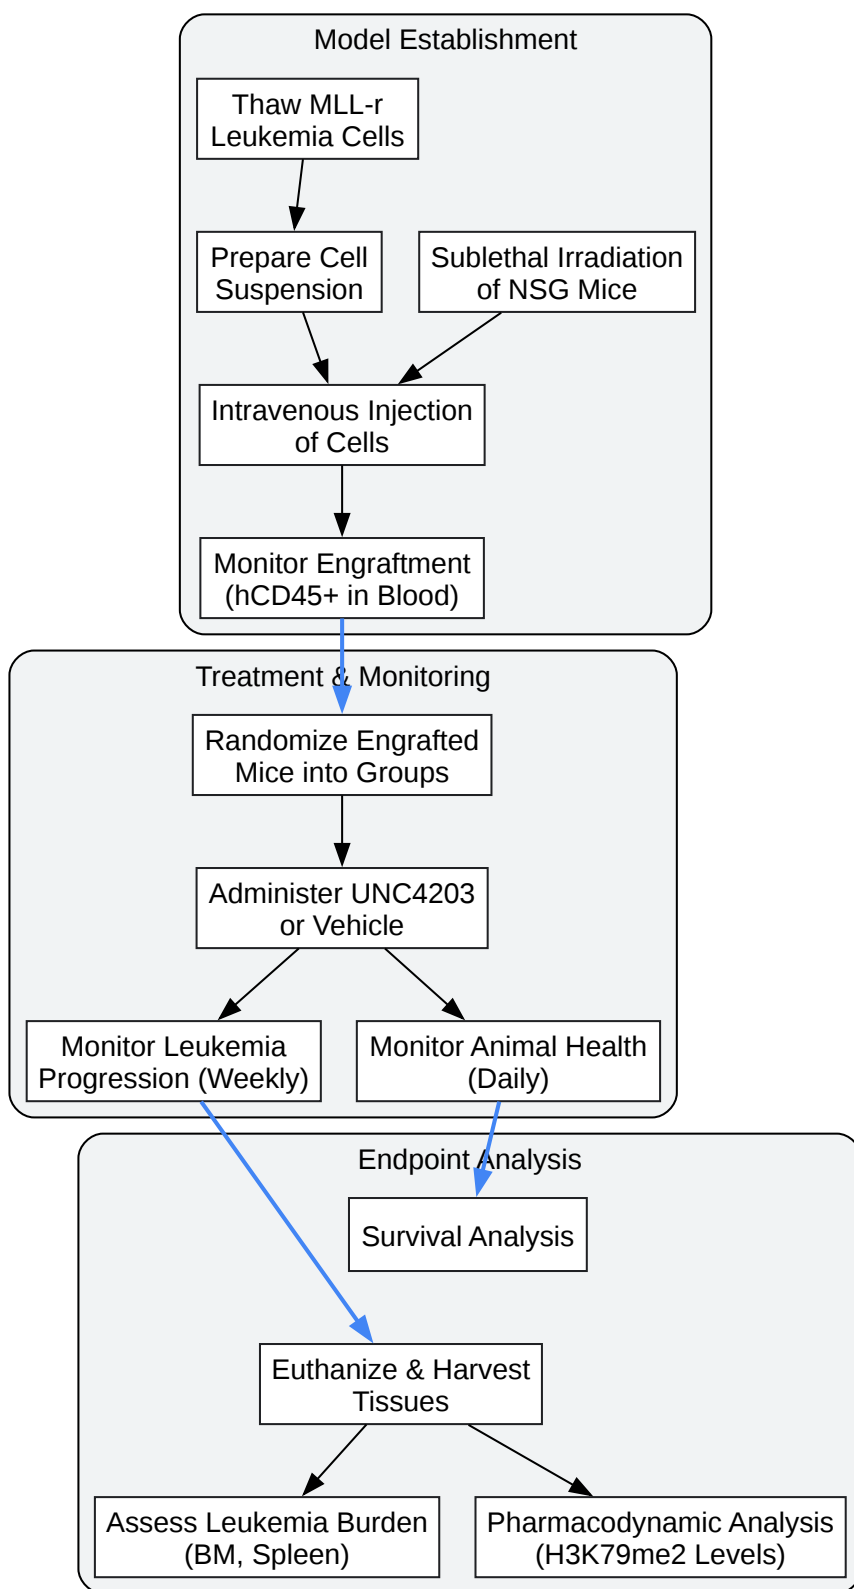 Model Establishment
Thaw MLL-r
Leukemia Cells
Prepare Cell
Suspension
Sublethal Irradiation
of NSG Mice
Intravenous Injection
of Cells
Monitor Engraftment
(hCD45+ in Blood)
Treatment & Monitoring
Randomize Engrafted
Mice into Groups
Administer UNC4203
or Vehicle
Monitor Leukemia
Progression (Weekly)
Monitor Animal Health
(Daily)
Endpoint Analysis
Survival Analysis
Euthanize & Harvest
Tissues
Assess Leukemia Burden
(BM, Spleen)
Pharmacodynamic Analysis
(H3K79me2 Levels)